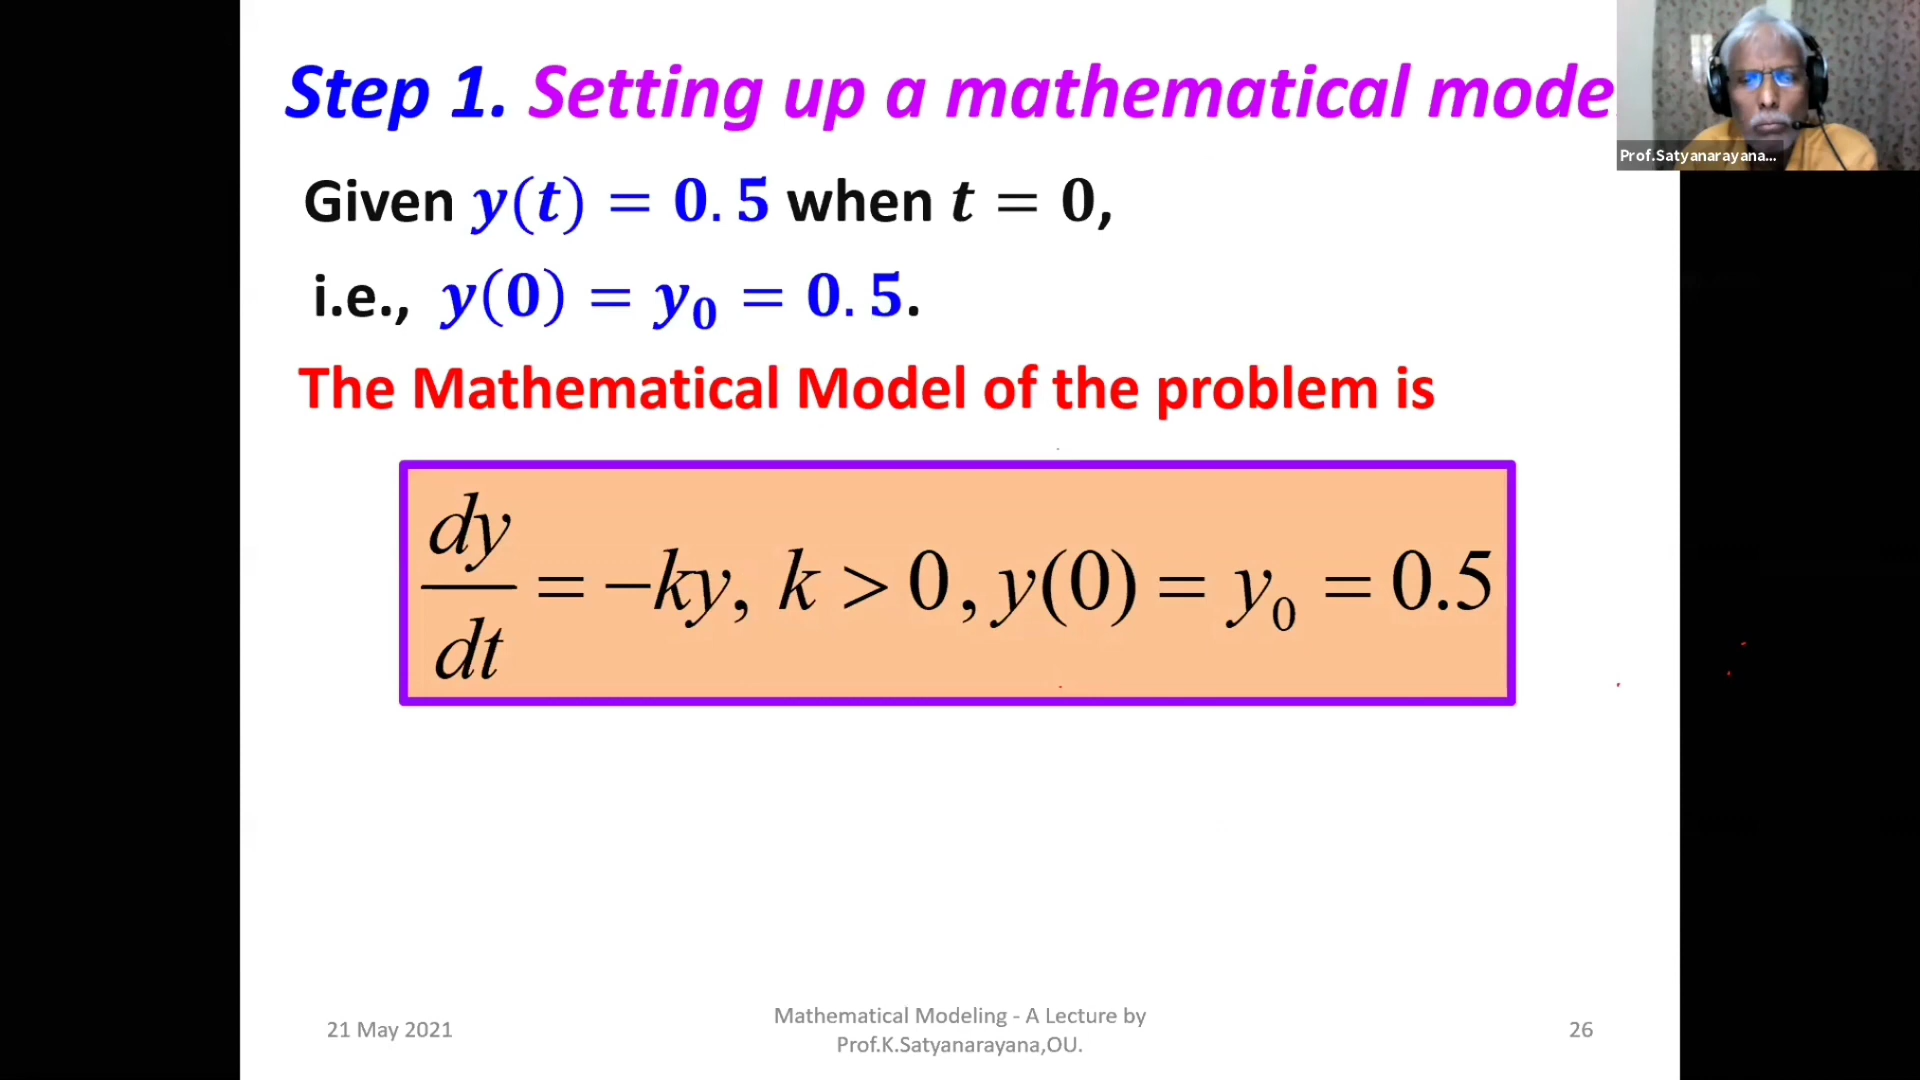 Step 1. Setting up a mathematical mode
Prof.Satyanarayana...
Given y(t) = 0.5 when t = 0,
i.e., y(0) = y₀ = 0.5.
The Mathematical Model of the problem is
dy/dt = −ky, k > 0, y(0) = y₀ = 0.5
21 May 2021
Mathematical Modeling - A Lecture by
Prof.K.Satyanarayana,OU.
26